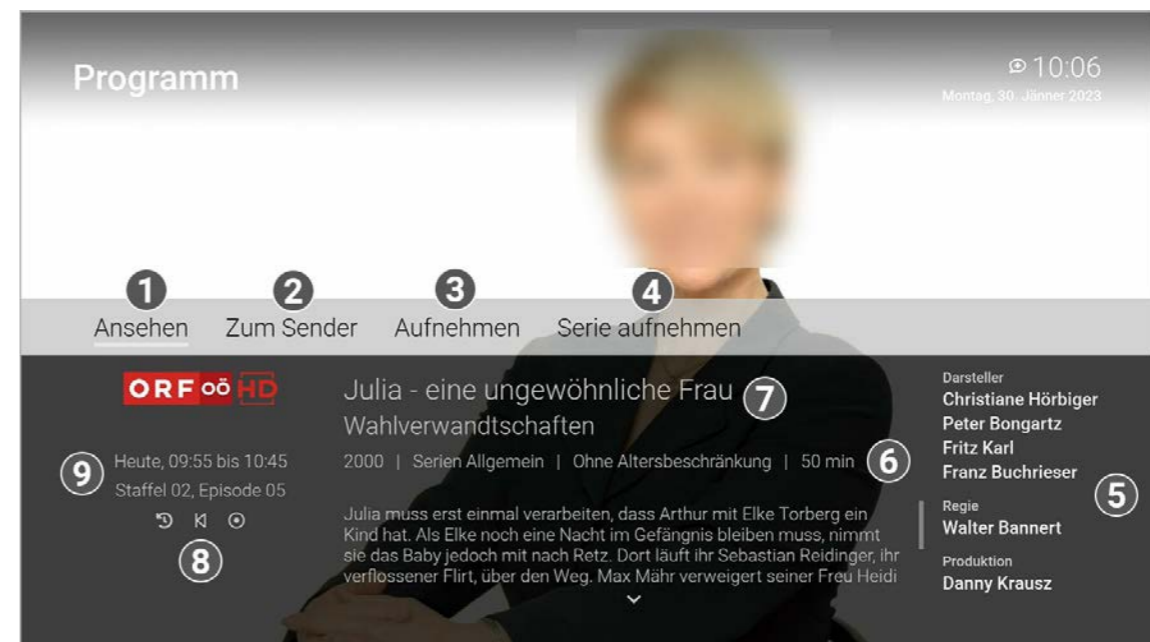 Programm
10:06
Montag, 30. Jänner 2023
1
2
3
4
Ansehen
Zum Sender
Aufnehmen
Serie aufnehmen
ORF oö HD
9
Heute, 09:55 bis 10:45
Staffel 02, Episode 05
8
Julia - eine ungewöhnliche Frau
7
Wahlverwandtschaften
2000 | Serien Allgemein | Ohne Altersbeschränkung | 50 min
6
Julia muss erst einmal verarbeiten, dass Arthur mit Elke Torberg ein
Kind hat. Als Elke noch eine Nacht im Gefängnis bleiben muss, nimmt
sie das Baby jedoch mit nach Retz. Dort läuft ihr Sebastian Reidinger, ihr
verflossener Flirt, über den Weg. Max Mähr verweigert seiner Freu Heidi
Darsteller
Christiane Hörbiger
Peter Bongartz
Fritz Karl
Franz Buchrieser
5
Regie
Walter Bannert
Produktion
Danny Krausz